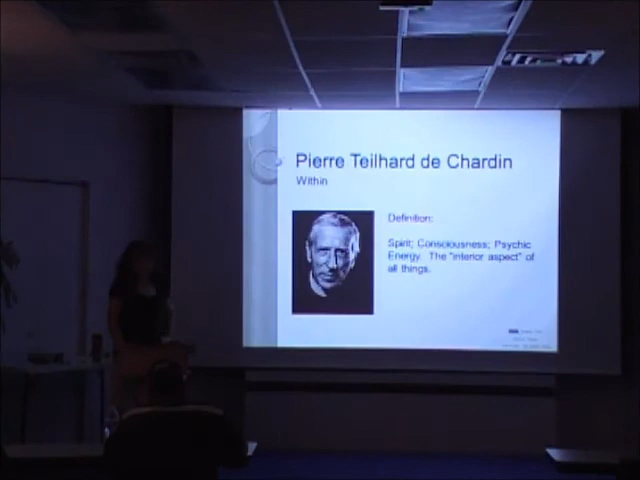 Pierre Teilhard de Chardin
Within
Definition:
Spirit; Consciousness; Psychic
Energy. The "interior aspect" of
all things.